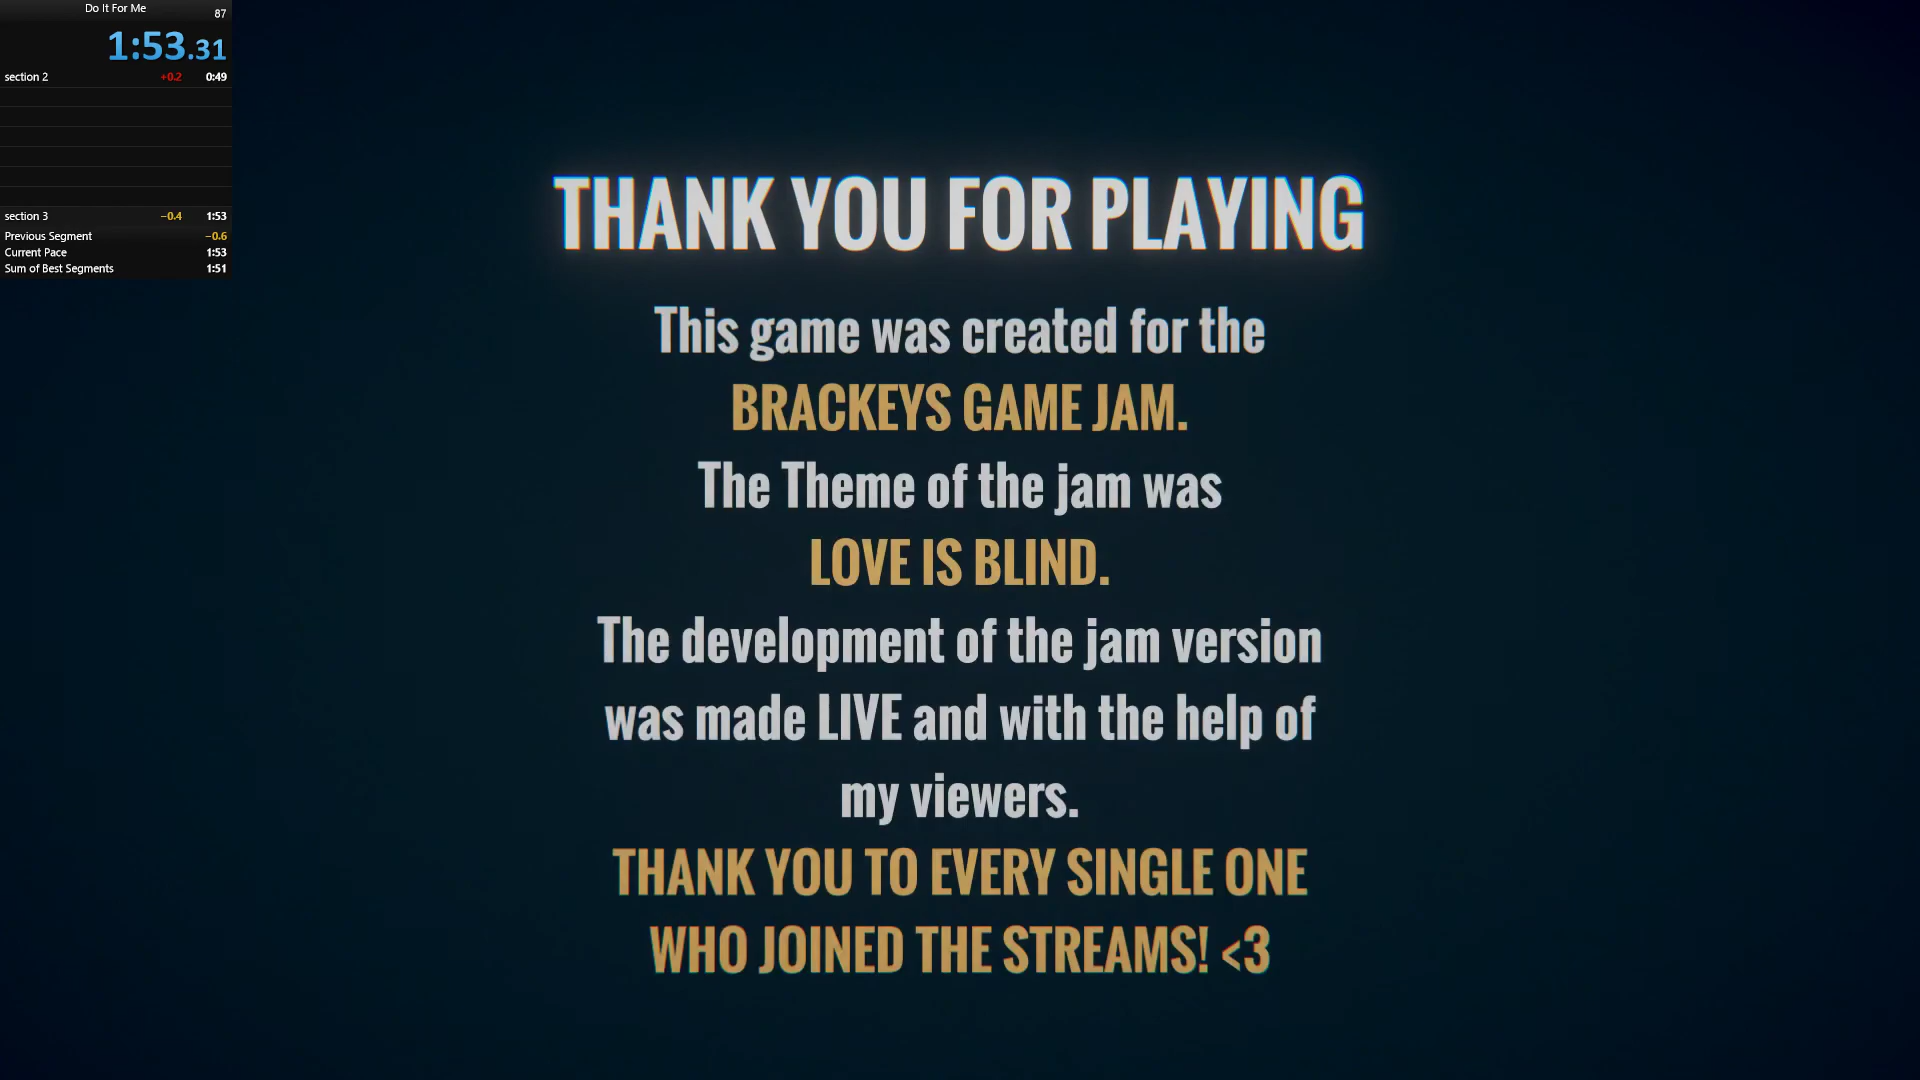 Do It For Me
87
1:53.31
section 2 +0.2 0:49
section 3 −0.4 1:53
Previous Segment −0.6
Current Pace 1:53
Sum of Best Segments 1:51
THANK YOU FOR PLAYING
This game was created for the
BRACKEYS GAME JAM.
The Theme of the jam was
LOVE IS BLIND.
The development of the jam version
was made LIVE and with the help of
my viewers.
THANK YOU TO EVERY SINGLE ONE
WHO JOINED THE STREAMS! <3